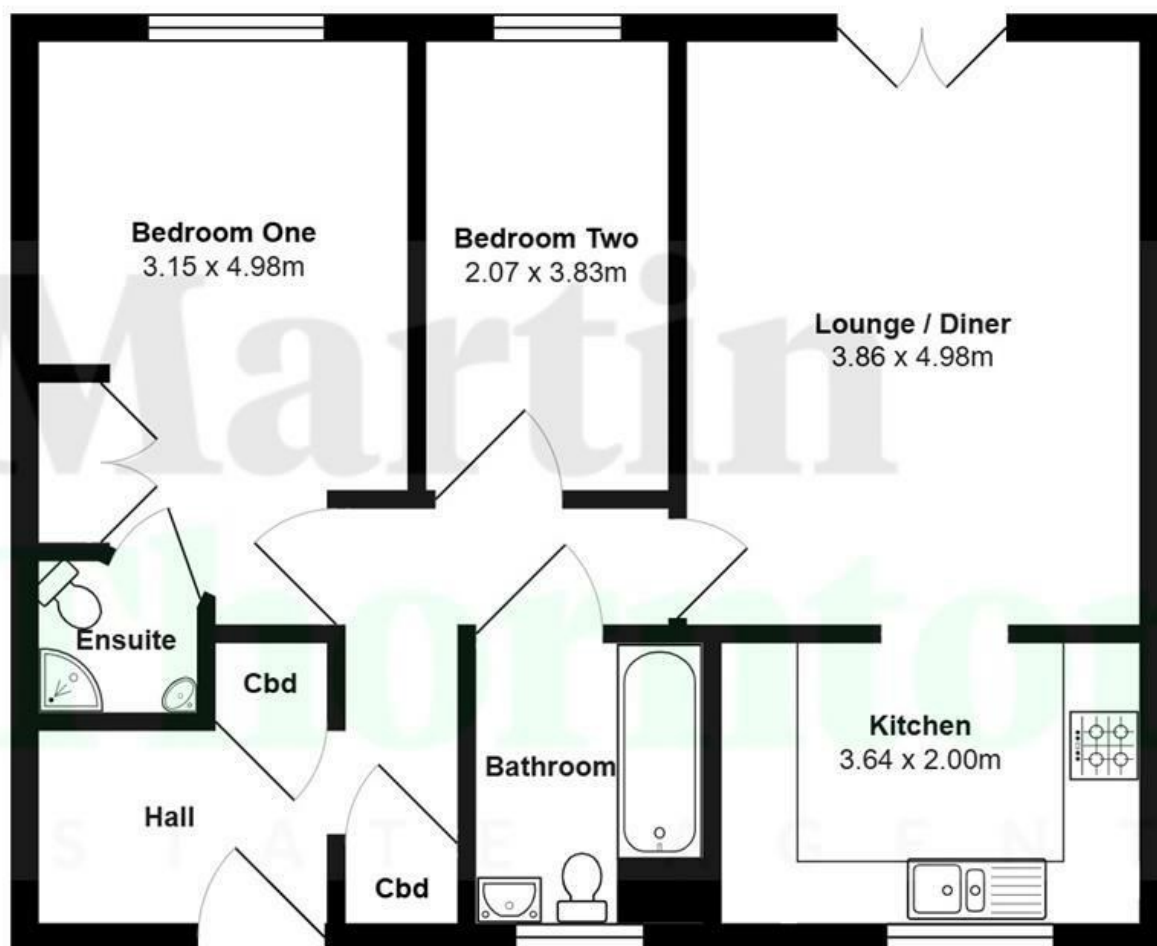 Bedroom One
3.15 x 4.98m
Bedroom Two
2.07 x 3.83m
Lounge / Diner
3.86 x 4.98m
Martin
Thornton
Ensuite
Cbd
Kitchen
3.64 x 2.00m
Bathroom
Hall
Cbd